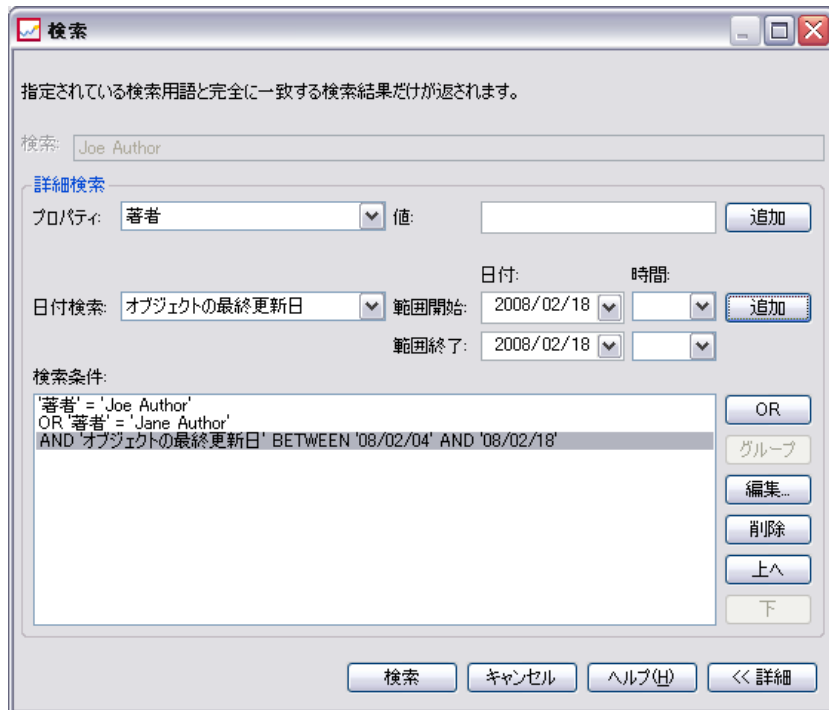 検索
指定されている検索用語と完全に一致する検索結果だけが返されます。
検索: Joe Author
詳細検索
プロパティ: 著者 値: 追加
日付: 時間:
日付検索: オブジェクトの最終更新日 範囲開始: 2008/02/18 追加
範囲終了: 2008/02/18
検索条件:
'著者' = 'Joe Author'
OR '著者' = 'Jane Author'
AND 'オブジェクトの最終更新日' BETWEEN '08/02/04' AND '08/02/18'
OR
グループ
編集...
削除
上へ
下
検索 キャンセル ヘルプ(H) << 詳細